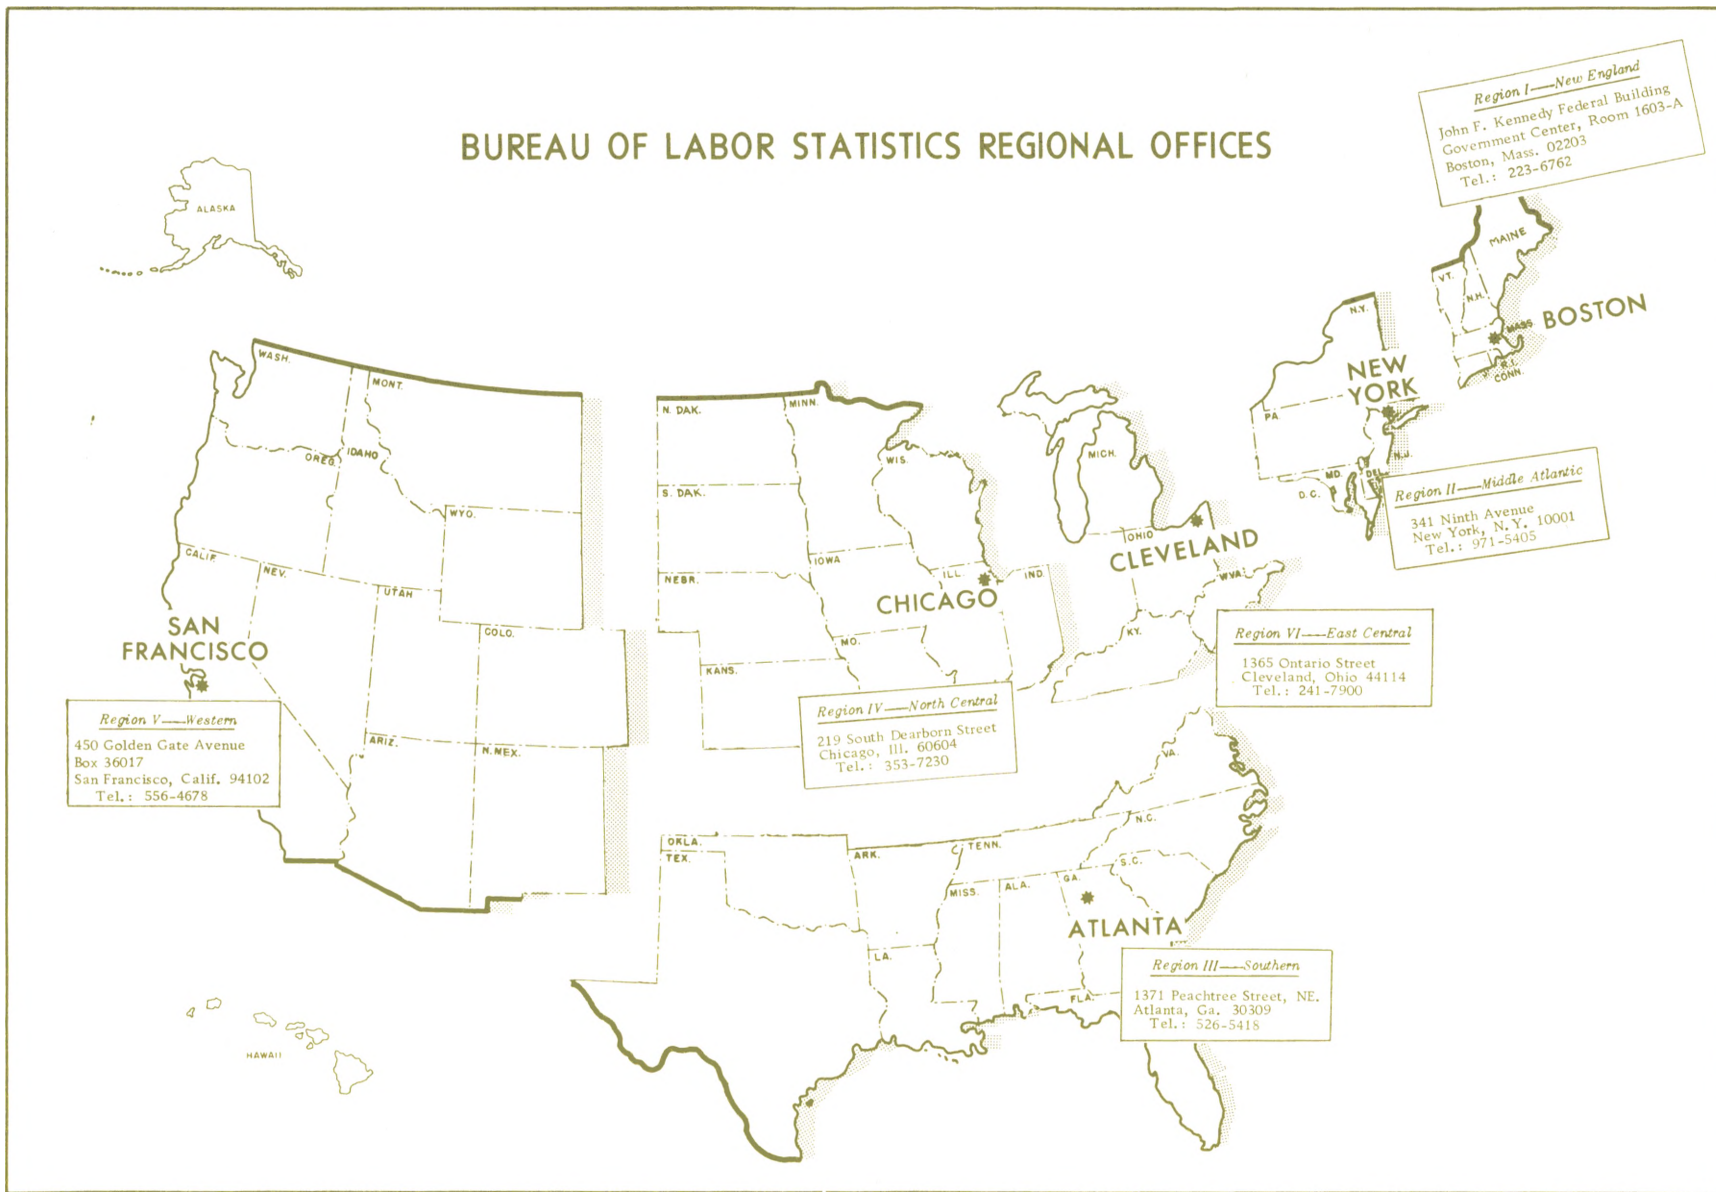 BUREAU OF LABOR STATISTICS REGIONAL OFFICES
Region I——New England
John F. Kennedy Federal Building
Government Center, Room 1603-A
Boston, Mass. 02203
Tel.: 223-6762
ALASKA
MAINE
VT.
N.H.
MASS
BOSTON
R.I.
CONN.
N.Y.
NEW
YORK
PA
N.J.
MD.
DEL
D.C.
Region II——Middle Atlantic
341 Ninth Avenue
New York, N.Y. 10001
Tel.: 971-5405
WASH.
MONT.
OREG.
IDAHO
WYO.
CALIF.
NEV.
UTAH
COLO.
ARIZ.
N.MEX.
SAN
FRANCISCO
Region V——Western
450 Golden Gate Avenue
Box 36017
San Francisco, Calif. 94102
Tel.: 556-4678
N. DAK.
MINN.
S. DAK.
WIS.
MICH.
IOWA
NEBR.
ILL.
IND.
CHICAGO
MO.
KANS.
Region IV——North Central
219 South Dearborn Street
Chicago, Ill. 60604
Tel.: 353-7230
OHIO
CLEVELAND
W.VA.
KY.
Region VI——East Central
1365 Ontario Street
Cleveland, Ohio 44114
Tel.: 241-7900
VA.
N.C.
OKLA.
TEX.
ARK.
TENN.
S.C.
MISS.
ALA.
GA.
ATLANTA
LA.
FLA.
Region III——Southern
1371 Peachtree Street, NE.
Atlanta, Ga. 30309
Tel.: 526-5418
HAWAII